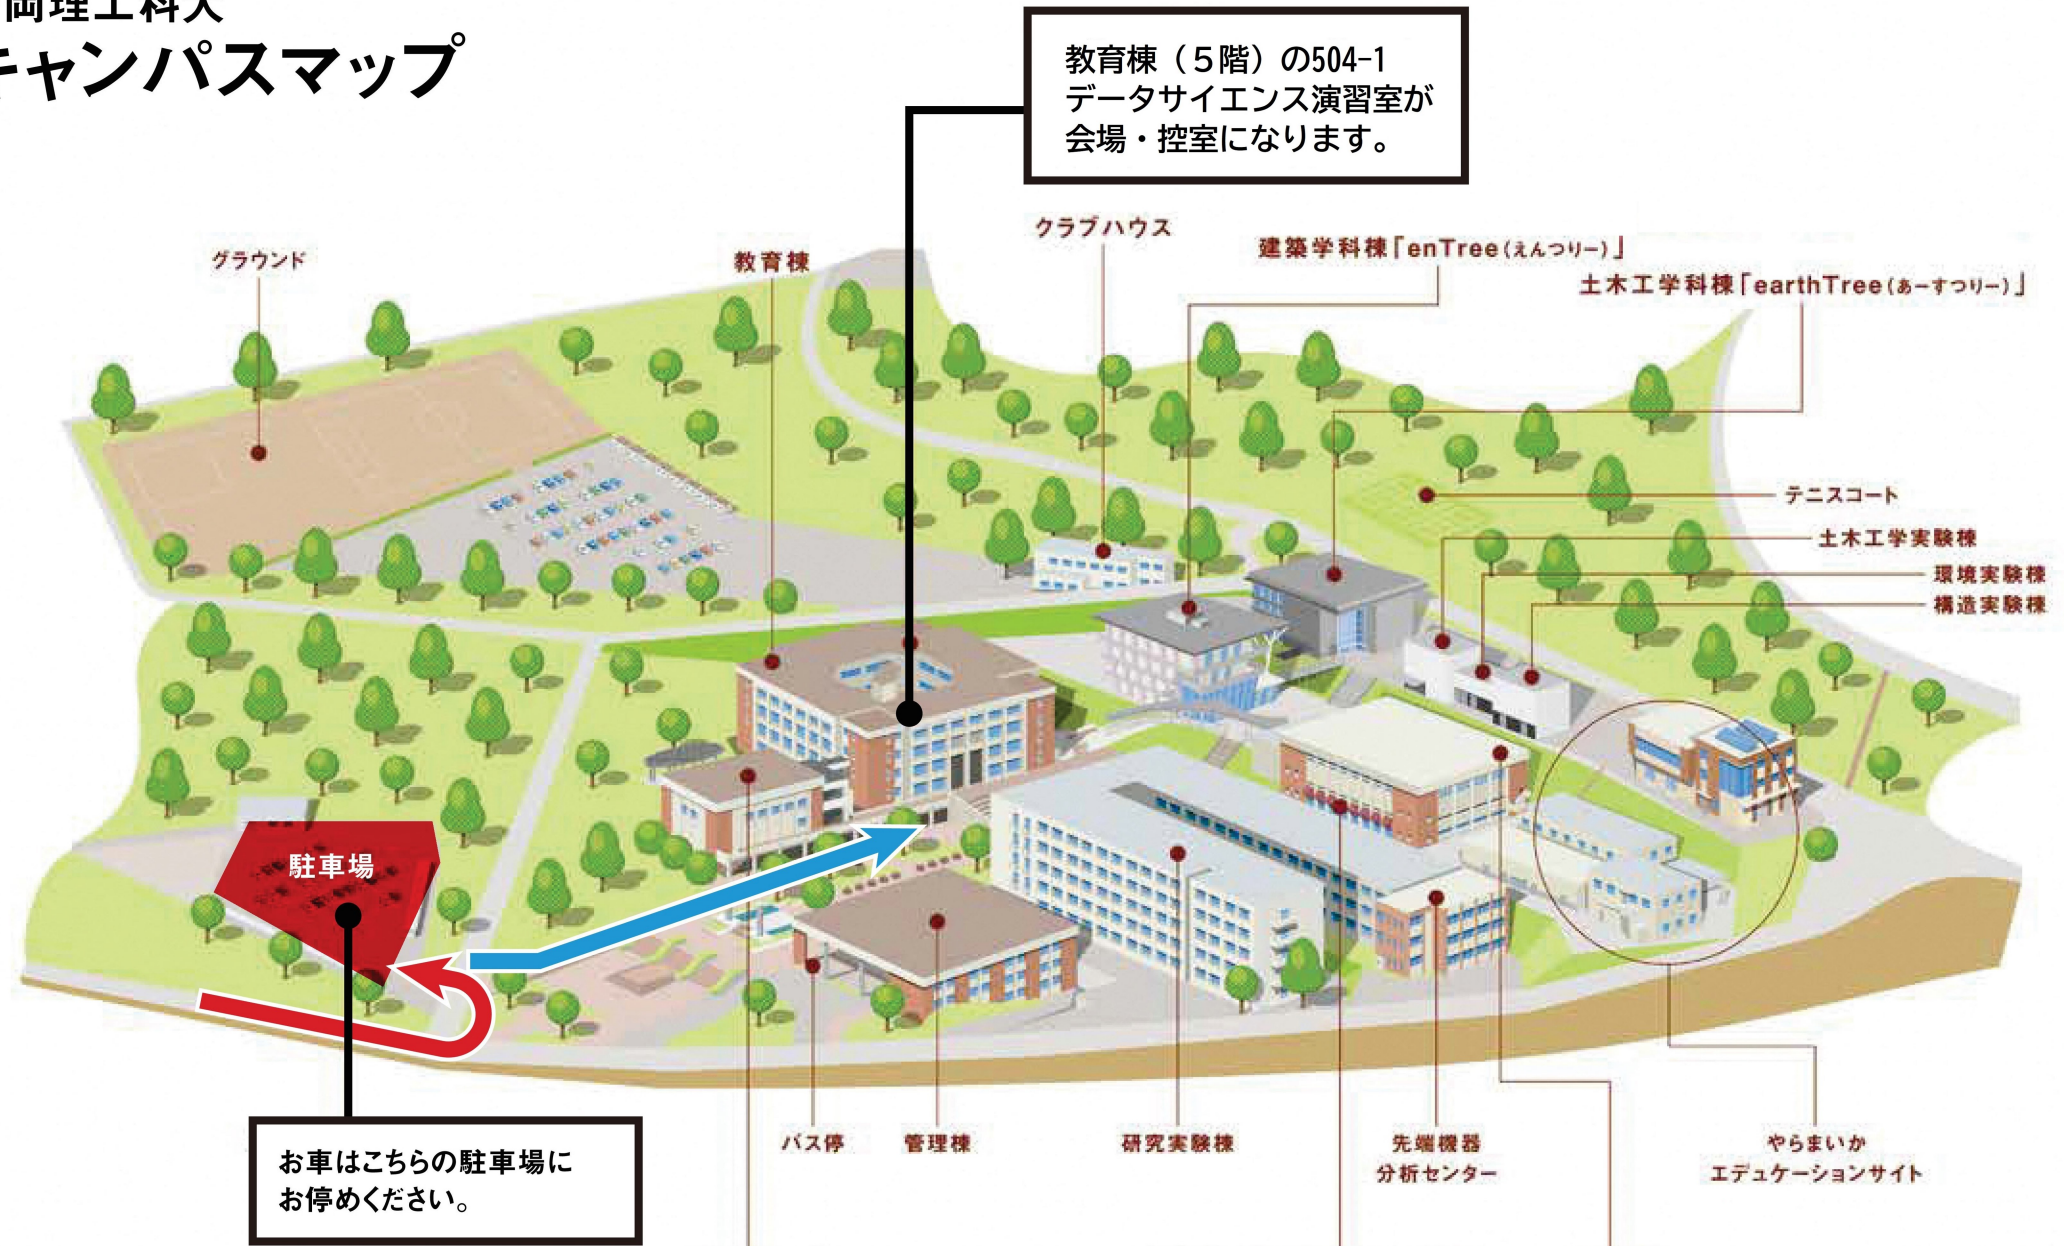 岡理工科大
キャンパスマップ
教育棟（５階）の504-1
データサイエンス演習室が
会場・控室になります。
グラウンド
教育棟
クラブハウス
建築学科棟「enTree(えんつりー)」
土木工学科棟「earthTree(あーすつりー)」
テニスコート
土木工学実験棟
環境実験棟
構造実験棟
駐車場
お車はこちらの駐車場に
お停めください。
バス停
管理棟
研究実験棟
先端機器
分析センター
やらまいか
エデュケーションサイト